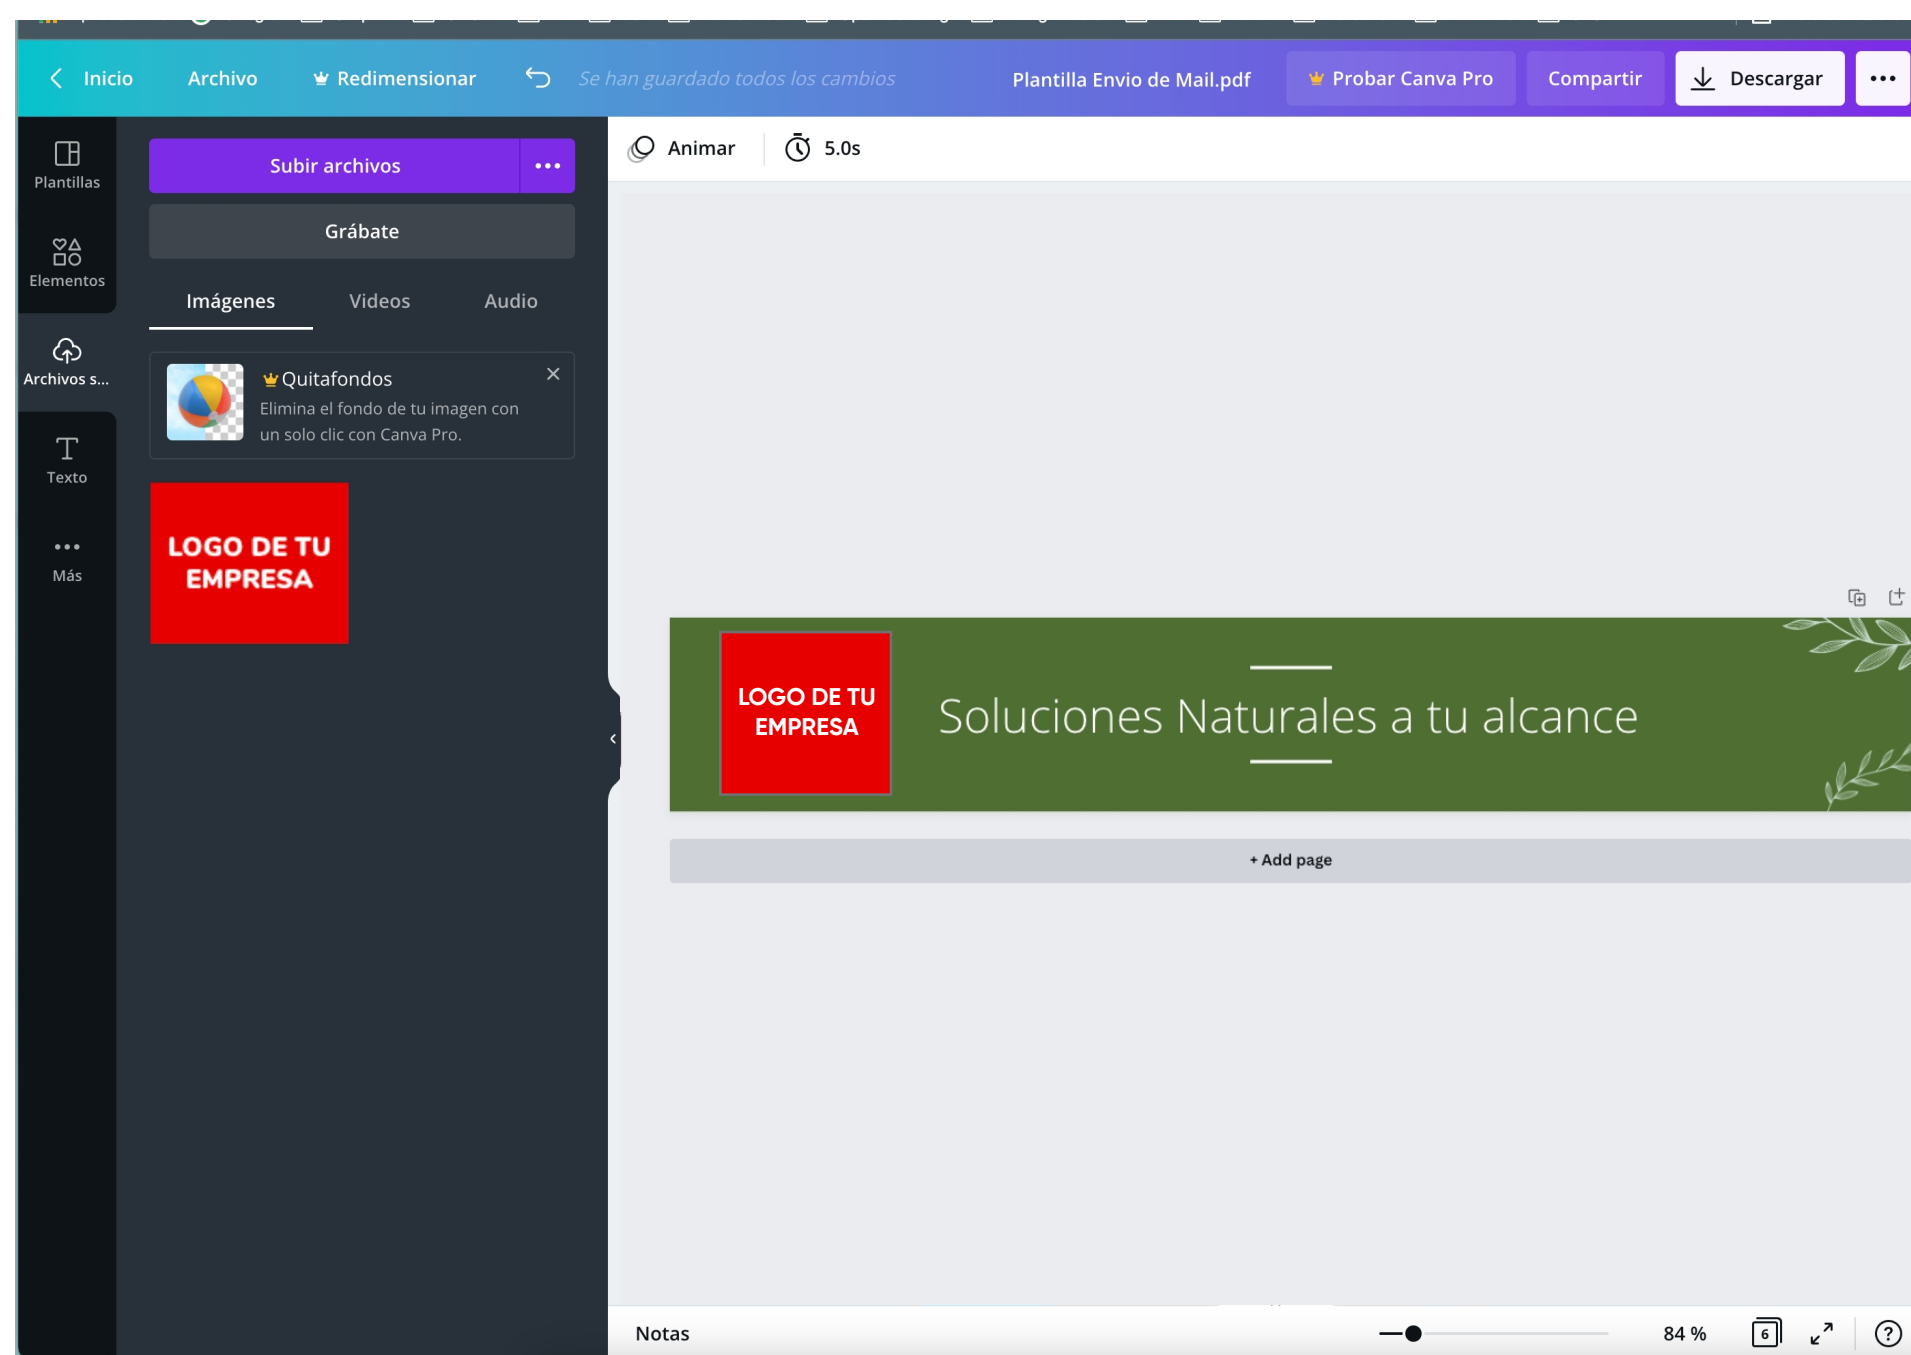 Inicio
Archivo
Redimensionar
Se han guardado todos los cambios
Plantilla Envio de Mail.pdf
Probar Canva Pro
Compartir
Descargar
Plantillas
Elementos
Archivos s...
Texto
Más
Subir archivos
Grábate
Imágenes
Videos
Audio
Quitafondos
Elimina el fondo de tu imagen con
un solo clic con Canva Pro.
LOGO DE TU
EMPRESA
Animar
5.0s
LOGO DE TU
EMPRESA
Soluciones Naturales a tu alcance
+ Add page
Notas
84 %
6
?